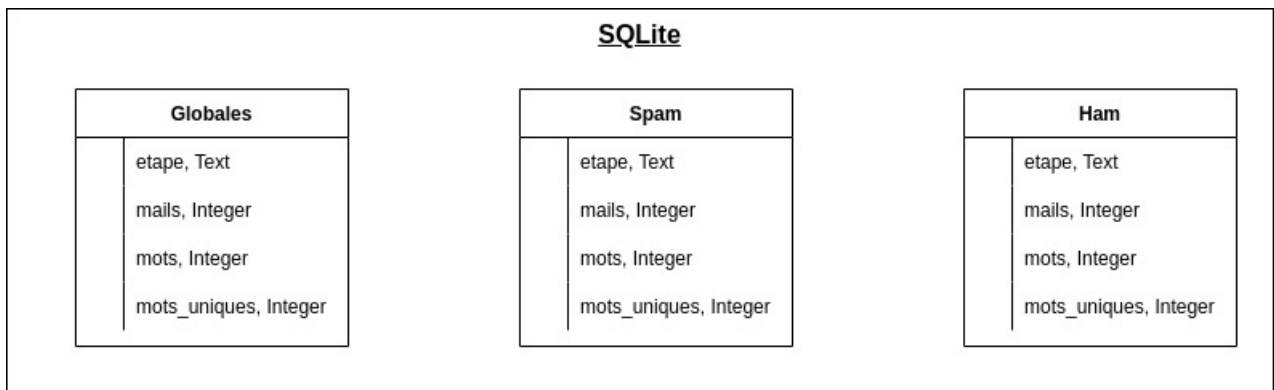 SQLite
Globales
etape, Text
mails, Integer
mots, Integer
mots_uniques, Integer
Spam
etape, Text
mails, Integer
mots, Integer
mots_uniques, Integer
Ham
etape, Text
mails, Integer
mots, Integer
mots_uniques, Integer